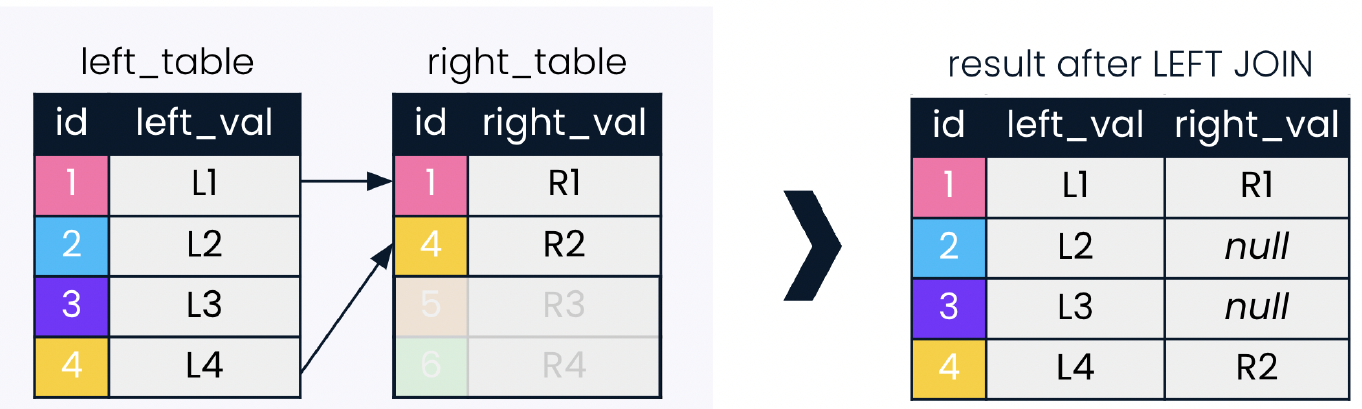 left_table
right_table
result after LEFT JOIN
id left_val
id right_val
id left_val right_val
1 L1
1 R1
1 L1 R1
2 L2
4 R2
2 L2 null
3 L3
5 R3
3 L3 null
4 L4
6 R4
4 L4 R2